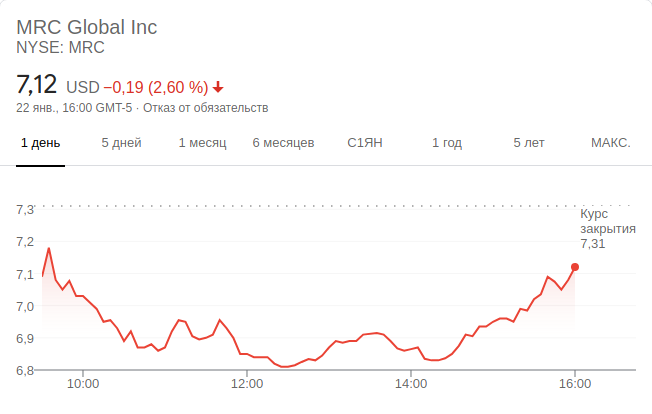 MRC Global Inc
NYSE: MRC
7,12 USD −0,19 (2,60 %)
22 янв., 16:00 GMT-5 · Отказ от обязательств
1 день 5 дней 1 месяц 6 месяцев С1ЯН 1 год 5 лет МАКС.
7,3
Курс
закрытия
7,31
7,2
7,1
7,0
6,9
6,8
10:00 12:00 14:00 16:00